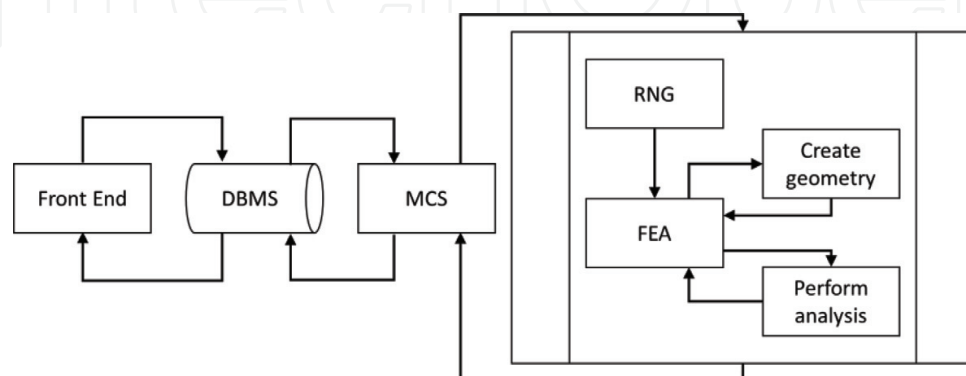 Front End
DBMS
MCS
RNG
FEA
Create
geometry
Perform
analysis